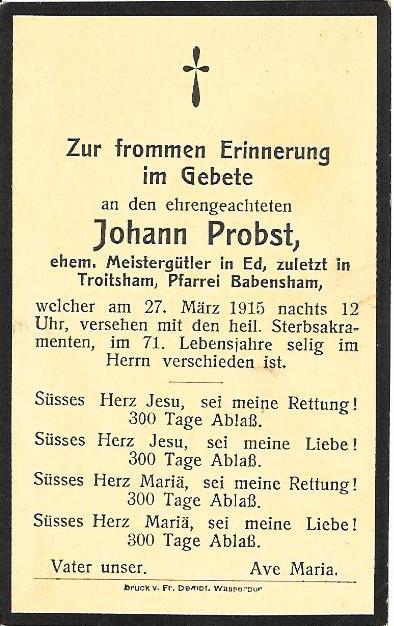 Zur frommen Erinnerung
im Gebete
an den ehrengeachteten
Johann Probst,
ehem. Meistergütler in Ed, zuletzt in
Troitsham, Pfarrei Babensham,
welcher am 27. März 1915 nachts 12
Uhr, versehen mit den heil. Sterbsakra-
menten, im 71. Lebensjahre selig im
Herrn verschieden ist.
Süsses Herz Jesu, sei meine Rettung!
300 Tage Ablaß.
Süsses Herz Jesu, sei meine Liebe!
300 Tage Ablaß.
Süsses Herz Mariä, sei meine Rettung!
300 Tage Ablaß.
Süsses Herz Mariä, sei meine Liebe!
300 Tage Ablaß.
Vater unser. Ave Maria.
Druck v. Fr. Dempf, Wasserbur